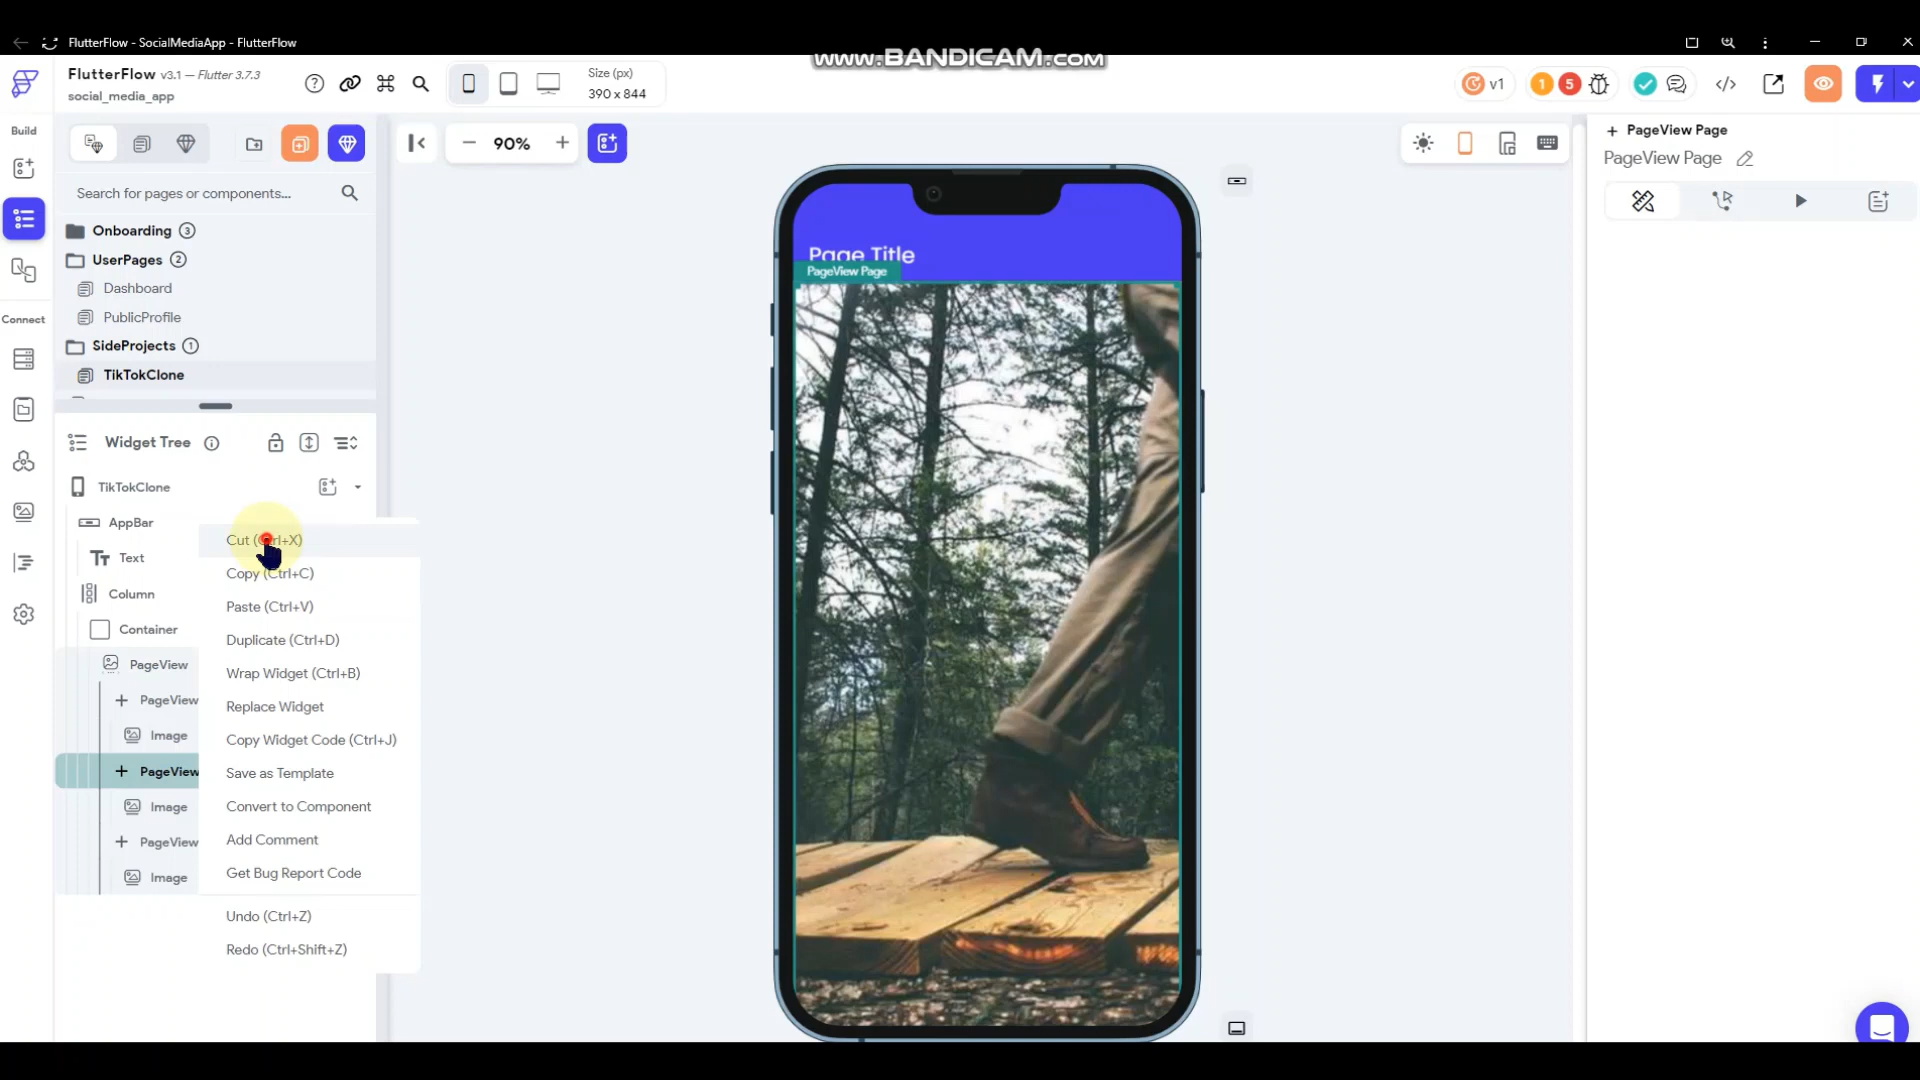 FlutterFlow - SocialMediaApp - FlutterFlow
www.BANDICAM.com
FlutterFlow v3.1 – Flutter 3.7.3
social_media_app
Size (px)
390 x 844
v1
1
5
Build
90%
+ PageView Page
PageView Page
Search for pages or components...
Onboarding 3
UserPages 2
Dashboard
PublicProfile
Connect
SideProjects 1
TikTokClone
Page Title
PageView Page
Widget Tree
TikTokClone
AppBar
Text
Column
Container
PageView
PageView
Image
PageView
Image
PageView
Image
Cut (Ctrl+X)
Copy (Ctrl+C)
Paste (Ctrl+V)
Duplicate (Ctrl+D)
Wrap Widget (Ctrl+B)
Replace Widget
Copy Widget Code (Ctrl+J)
Save as Template
Convert to Component
Add Comment
Get Bug Report Code
Undo (Ctrl+Z)
Redo (Ctrl+Shift+Z)